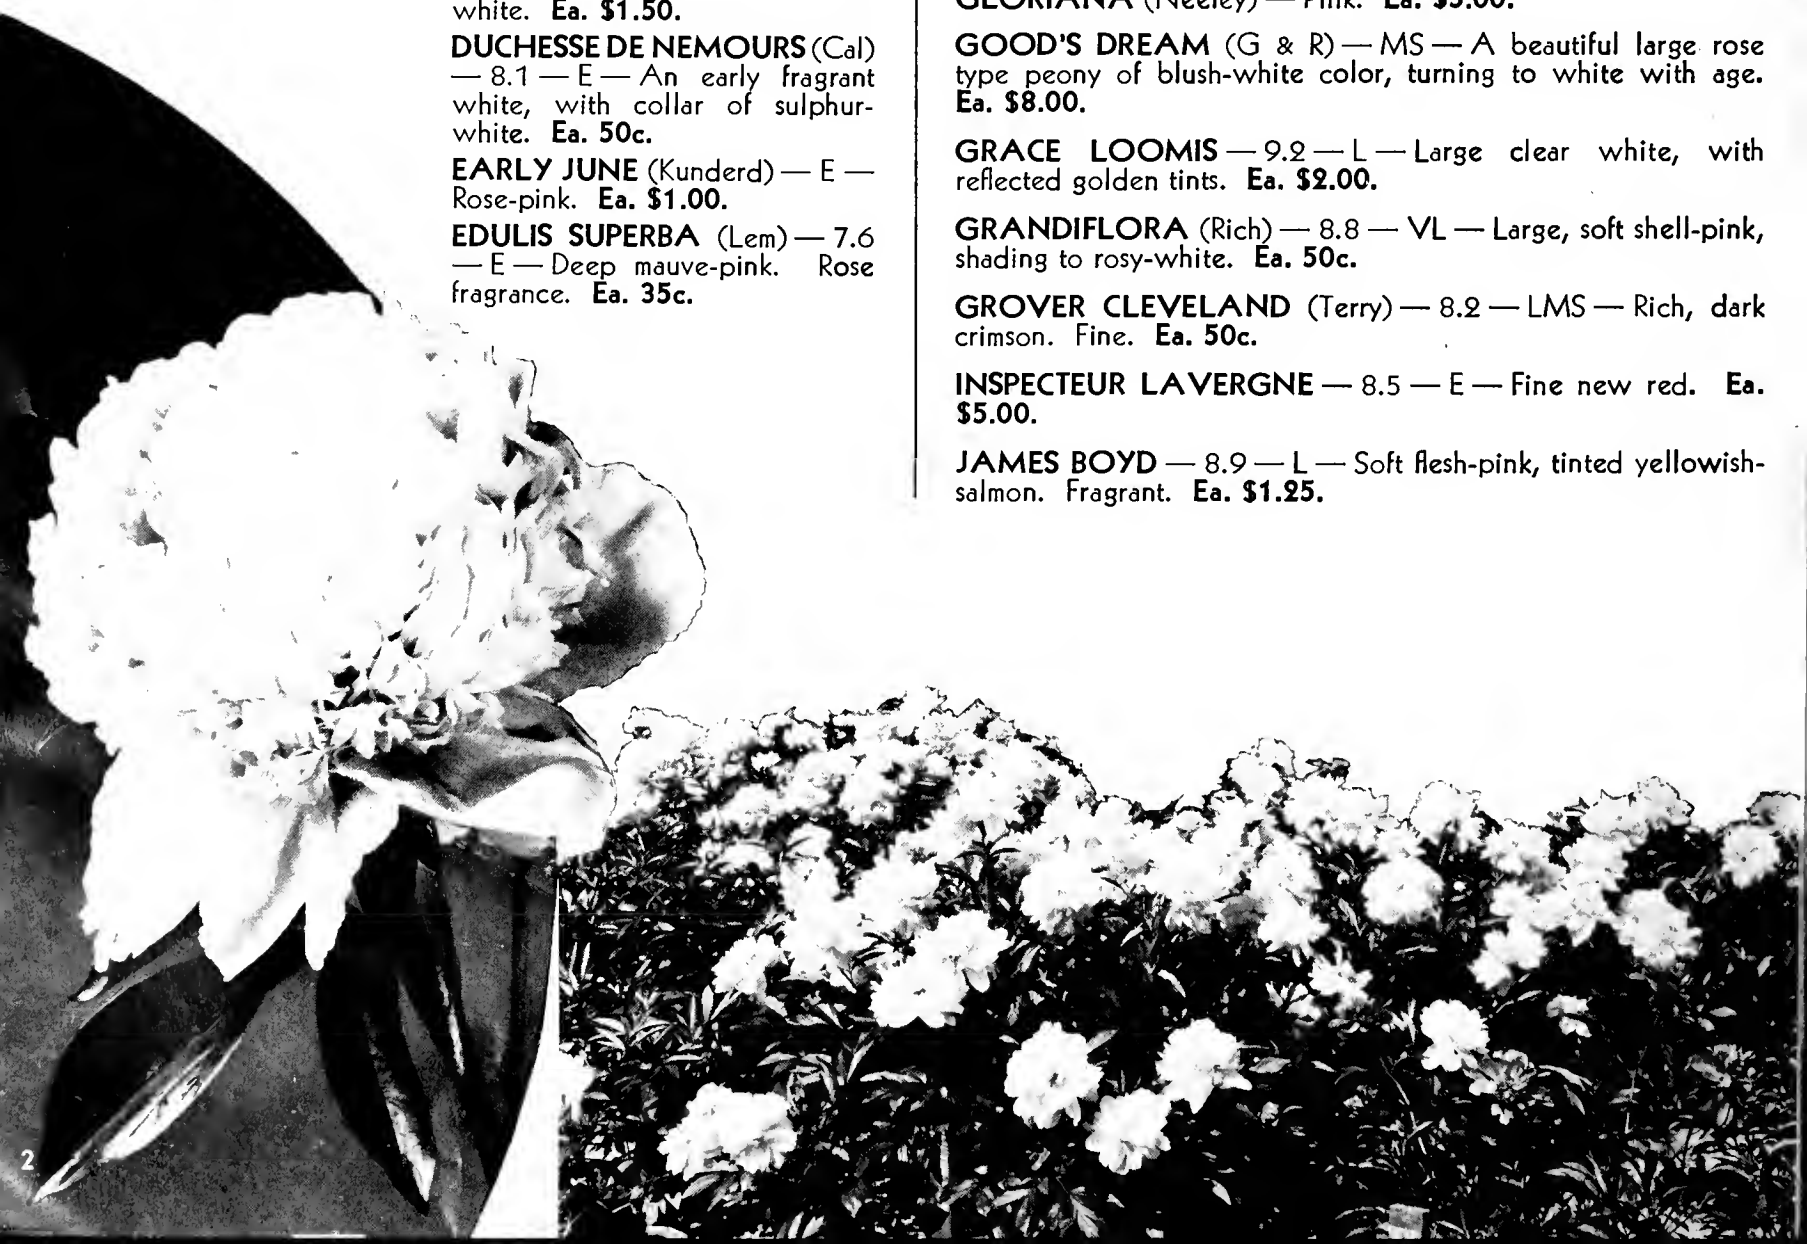 white. Ea. $1.50.
DUCHESSE DE NEMOURS (Cal)
— 8.1 — E — An early fragrant
white, with collar of sulphur-
white. Ea. 50c.
EARLY JUNE (Kunderd) — E —
Rose-pink. Ea. $1.00.
EDULIS SUPERBA (Lem) — 7.6
— E — Deep mauve-pink. Rose
fragrance. Ea. 35c.
GLORIANA (Neeley) — Pink. Ea. $5.00.
GOOD'S DREAM (G & R) — MS — A beautiful large rose
type peony of blush-white color, turning to white with age.
Ea. $8.00.
GRACE LOOMIS — 9.2 — L — Large clear white, with
reflected golden tints. Ea. $2.00.
GRANDIFLORA (Rich) — 8.8 — VL — Large, soft shell-pink,
shading to rosy-white. Ea. 50c.
GROVER CLEVELAND (Terry) — 8.2 — LMS — Rich, dark
crimson. Fine. Ea. 50c.
INSPECTEUR LAVERGNE — 8.5 — E — Fine new red. Ea.
$5.00.
JAMES BOYD — 8.9 — L — Soft flesh-pink, tinted yellowish-
salmon. Fragrant. Ea. $1.25.
2